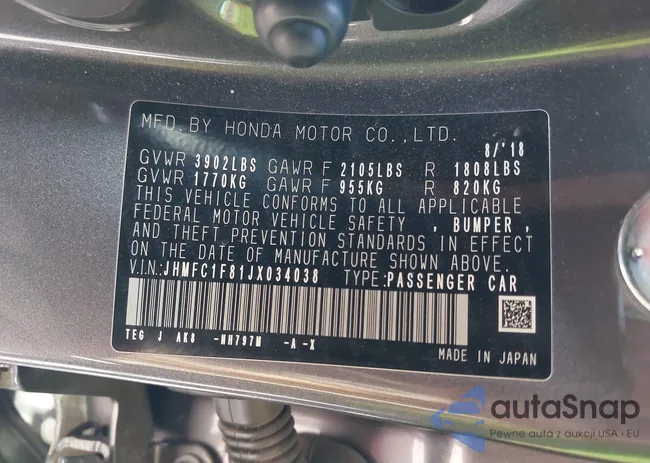 MFD. BY HONDA MOTOR CO., LTD.
8/'18
GVWR 3902LBS GAWR F 2105LBS R 1808LBS
GVWR 1770KG GAWR F 955KG R 820KG
THIS VEHICLE CONFORMS TO ALL APPLICABLE
FEDERAL MOTOR VEHICLE SAFETY , BUMPER ,
AND THEFT PREVENTION STANDARDS IN EFFECT
ON THE DATE OF MANUFACTURE SHOWN ABOVE.
V.I.N: JHMFC1F81JX034038 TYPE: PASSENGER CAR
TEG J AK8 -NH797M -A -X
MADE IN JAPAN
autoSnap
Pewne auta z aukcji USA i EU